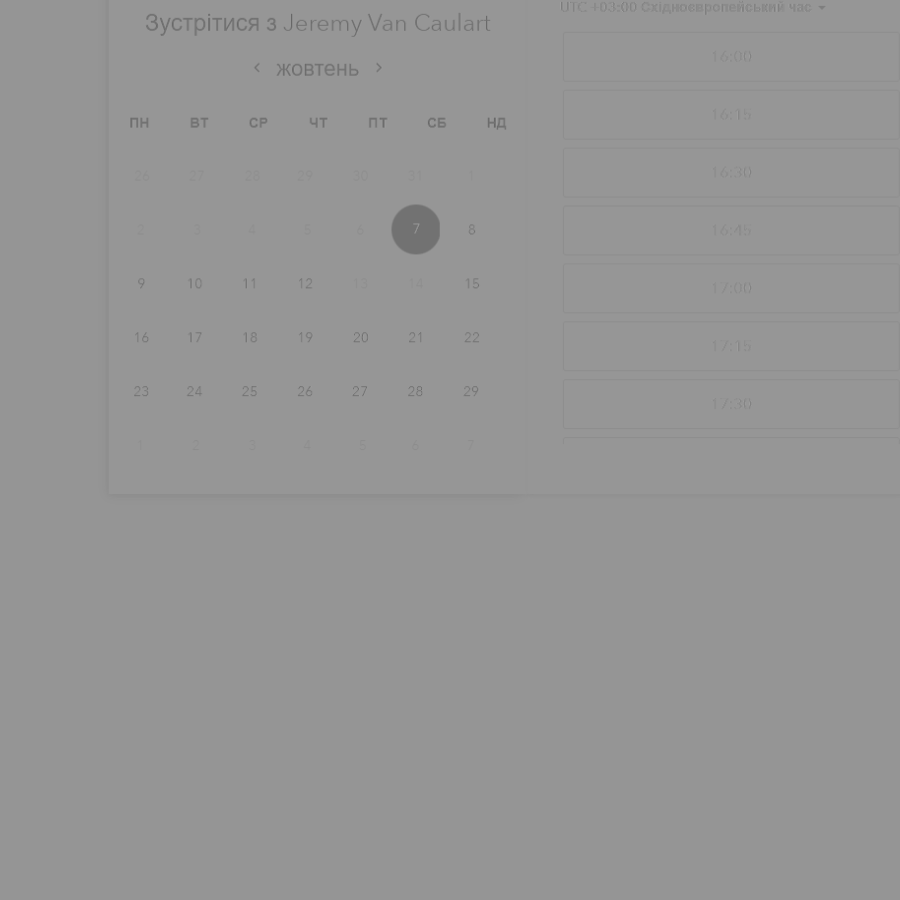 Зустрітися з Jeremy Van Caulart
жовтень
ПН ВТ СР ЧТ ПТ СБ НД
26 27 28 29 30 31 1
2 3 4 5 6 7 8
9 10 11 12 13 14 15
16 17 18 19 20 21 22
23 24 25 26 27 28 29
1 2 3 4 5 6 7
UTC +03:00 Східноєвропейський час
16:00
16:15
16:30
16:45
17:00
17:15
17:30